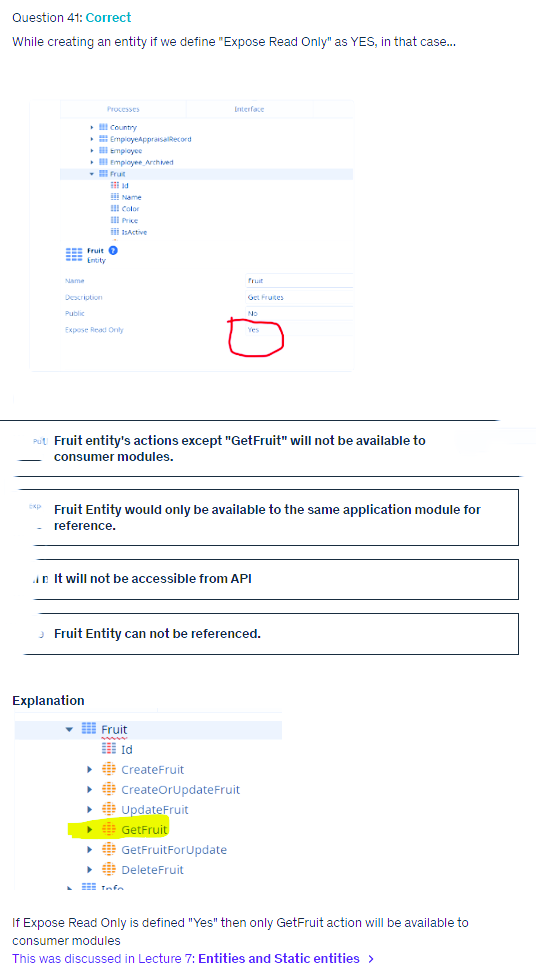 Question 41: Correct
While creating an entity if we define "Expose Read Only" as YES, in that case...
Processes Interface
Country
EmployeAppraisalRecord
Employee
Employee_Archived
Fruit
Id
Name
Color
Price
IsActive
Fruit ?
Entity
Name Fruit
Description Get Fruites
Public No
Expose Read Only Yes
Fruit entity's actions except "GetFruit" will not be available to
consumer modules.
Fruit Entity would only be available to the same application module for
reference.
It will not be accessible from API
Fruit Entity can not be referenced.
Explanation
Fruit
Id
CreateFruit
CreateOrUpdateFruit
UpdateFruit
GetFruit
GetFruitForUpdate
DeleteFruit
If Expose Read Only is defined "Yes" then only GetFruit action will be available to
consumer modules
This was discussed in Lecture 7: Entities and Static entities >